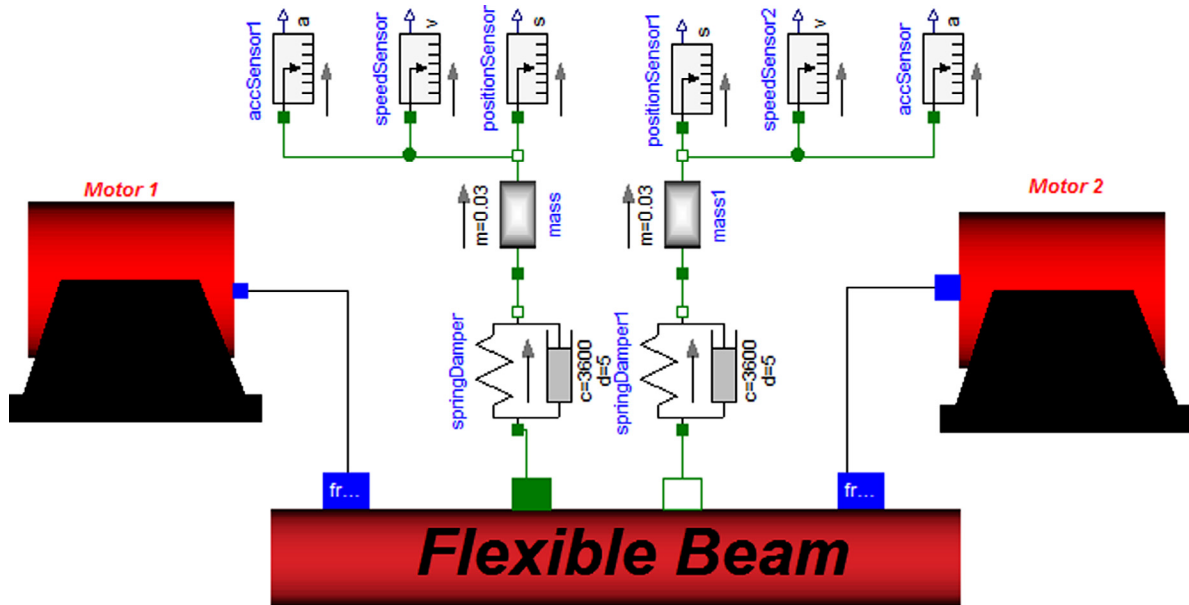 a
accSensor1
v
speedSensor
s
positionSensor
s
positionSensor1
v
speedSensor2
a
accSensor
Motor 1
Motor 2
m=0.03
mass
m=0.03
mass1
springDamper
c=3600
d=5
springDamper1
c=3600
d=5
fr...
fr...
Flexible Beam